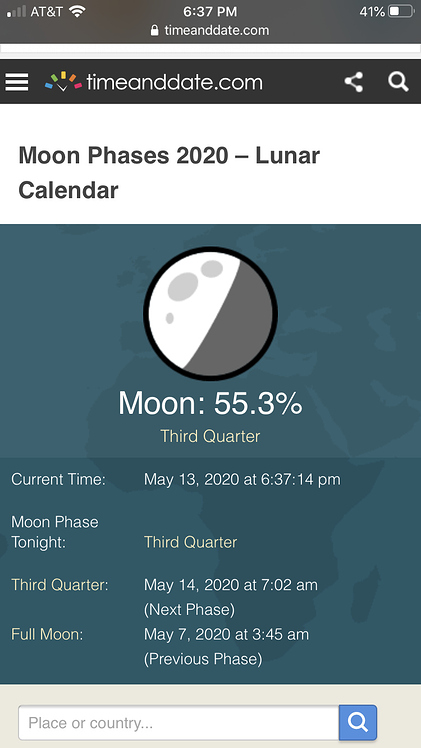 AT&T
6:37 PM
41%
timeanddate.com
timeanddate.com
Moon Phases 2020 – Lunar
Calendar
Moon: 55.3%
Third Quarter
Current Time: May 13, 2020 at 6:37:14 pm
Moon Phase
Tonight: Third Quarter
Third Quarter: May 14, 2020 at 7:02 am
(Next Phase)
Full Moon: May 7, 2020 at 3:45 am
(Previous Phase)
Place or country...